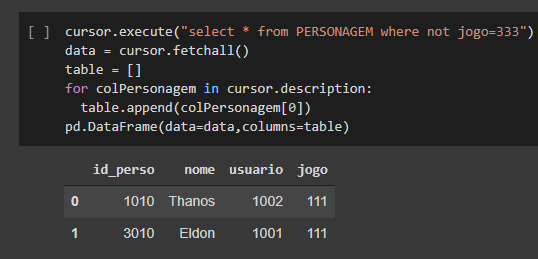 [ ] cursor.execute("select * from PERSONAGEM where not jogo=333")
data = cursor.fetchall()
table = []
for colPersonagem in cursor.description:
  table.append(colPersonagem[0])
pd.DataFrame(data=data,columns=table)
id_perso nome usuario jogo
0 1010 Thanos 1002 111
1 3010 Eldon 1001 111